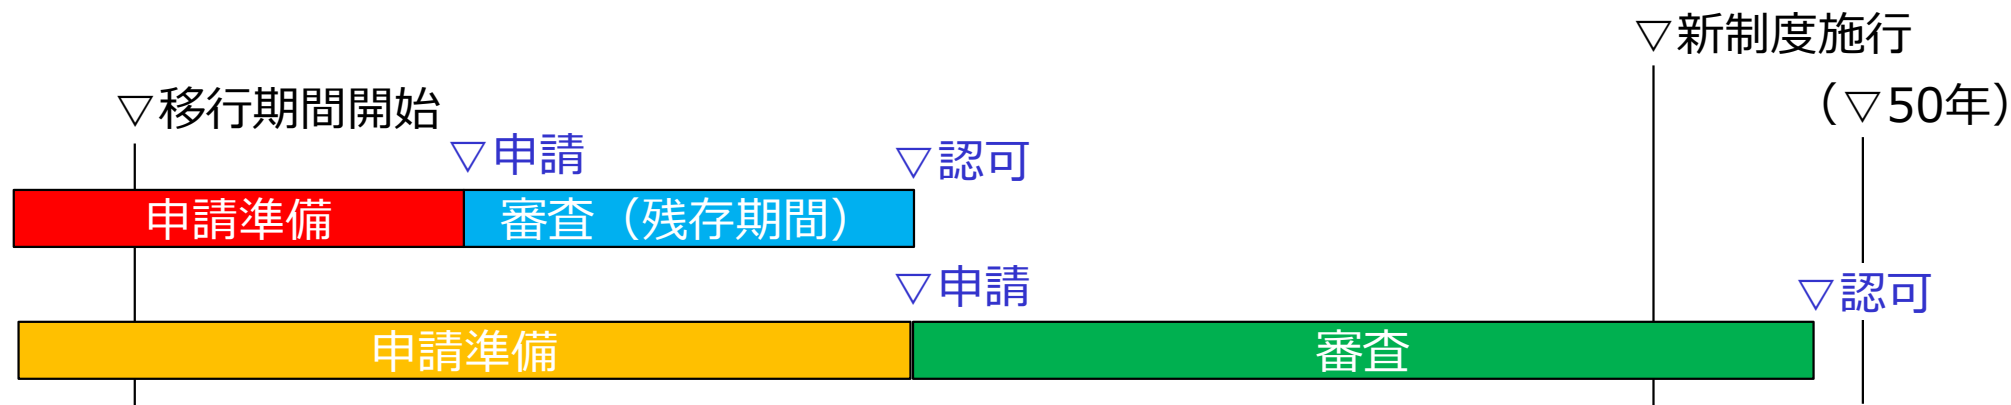 ▽新制度施行
▽移行期間開始
（▽50年）
▽申請
▽認可
申請準備
審査（残存期間）
▽申請
▽認可
申請準備
審査